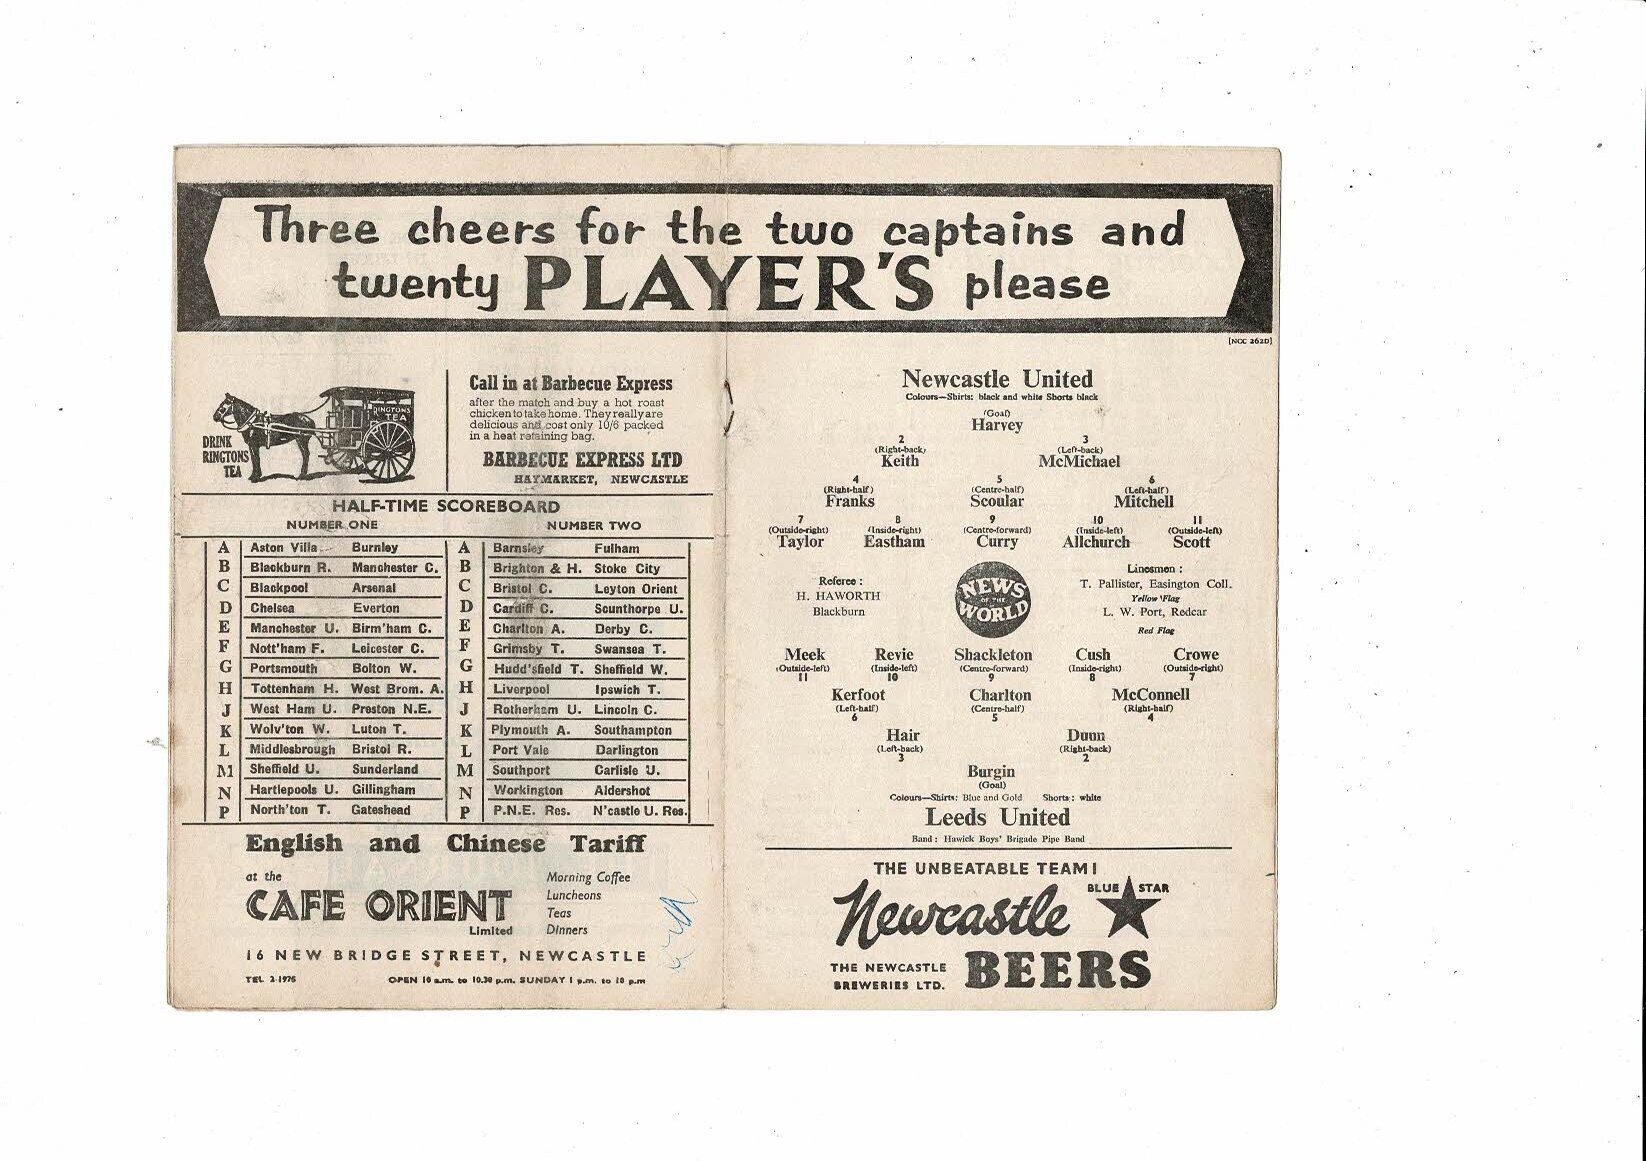 Three cheers for the two captains and
twenty PLAYER'S please
[NCC 262D]
DRINK
RINGTONS
TEA
RINGTONS
TEA
Call in at Barbecue Express
after the match and buy a hot roast
chicken to take home. They really are
delicious and cost only 10/6 packed
in a heat retaining bag.
BARBECUE EXPRESS LTD
HAYMARKET, NEWCASTLE
HALF-TIME SCOREBOARD
NUMBER ONE NUMBER TWO
A Aston Villa Burnley A Barnsley Fulham
B Blackburn R. Manchester C. B Brighton & H. Stoke City
C Blackpool Arsenal C Bristol C. Leyton Orient
D Chelsea Everton D Cardiff C. Scunthorpe U.
E Manchester U. Birm'ham C. E Charlton A. Derby C.
F Nott'ham F. Leicester C. F Grimsby T. Swansea T.
G Portsmouth Bolton W. G Hudd'sfield T. Sheffield W.
H Tottenham H. West Brom. A. H Liverpool Ipswich T.
J West Ham U. Preston N.E. J Rotherham U. Lincoln C.
K Wolv'ton W. Luton T. K Plymouth A. Southampton
L Middlesbrough Bristol R. L Port Vale Darlington
M Sheffield U. Sunderland M Southport Carlisle U.
N Hartlepools U. Gillingham N Workington Aldershot
P North'ton T. Gateshead P P.N.E. Res. N'castle U. Res.
English and Chinese Tariff
at the
CAFE ORIENT
Limited
Morning Coffee
Luncheons
Teas
Dinners
16 NEW BRIDGE STREET, NEWCASTLE
TEL 2-1976 OPEN 10 a.m. to 10.30 p.m. SUNDAY 1 p.m. to 10 p.m
Newcastle United
Colours—Shirts: black and white Shorts black
(Goal)
Harvey
2 3
(Right-back) (Left-back)
Keith McMichael
4 5 6
(Right-half) (Centre-half) (Left-half)
Franks Scoular Mitchell
7 8 9 10 11
(Outside-right) (Inside-right) (Centre-forward) (Inside-left) (Outside-left)
Taylor Eastham Curry Allchurch Scott
Referee :
H. HAWORTH
Blackburn
NEWS
OF THE
WORLD
Linesmen :
T. Pallister, Easington Coll.
Yellow Flag
L. W. Port, Redcar
Red Flag
Meek Revie Shackleton Cush Crowe
(Outside-left) (Inside-left) (Centre-forward) (Inside-right) (Outside-right)
11 10 9 8 7
Kerfoot Charlton McConnell
(Left-half) (Centre-half) (Right-half)
6 5 4
Hair Dunn
(Left-back) (Right-back)
3 2
Burgin
(Goal)
Colours—Shirts: Blue and Gold Shorts : white
Leeds United
Band : Hawick Boys' Brigade Pipe Band
THE UNBEATABLE TEAM!
Newcastle
BLUE STAR
THE NEWCASTLE
BREWERIES LTD.
BEERS